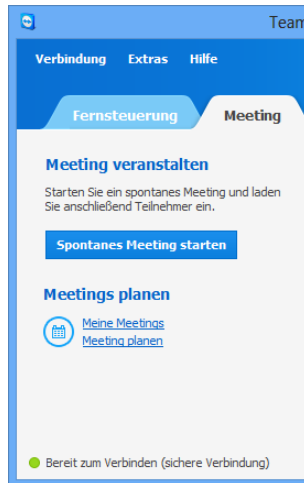 Team
Verbindung Extras Hilfe
Fernsteuerung Meeting
Meeting veranstalten
Starten Sie ein spontanes Meeting und laden
Sie anschließend Teilnehmer ein.
Spontanes Meeting starten
Meetings planen
Meine Meetings
Meeting planen
Bereit zum Verbinden (sichere Verbindung)